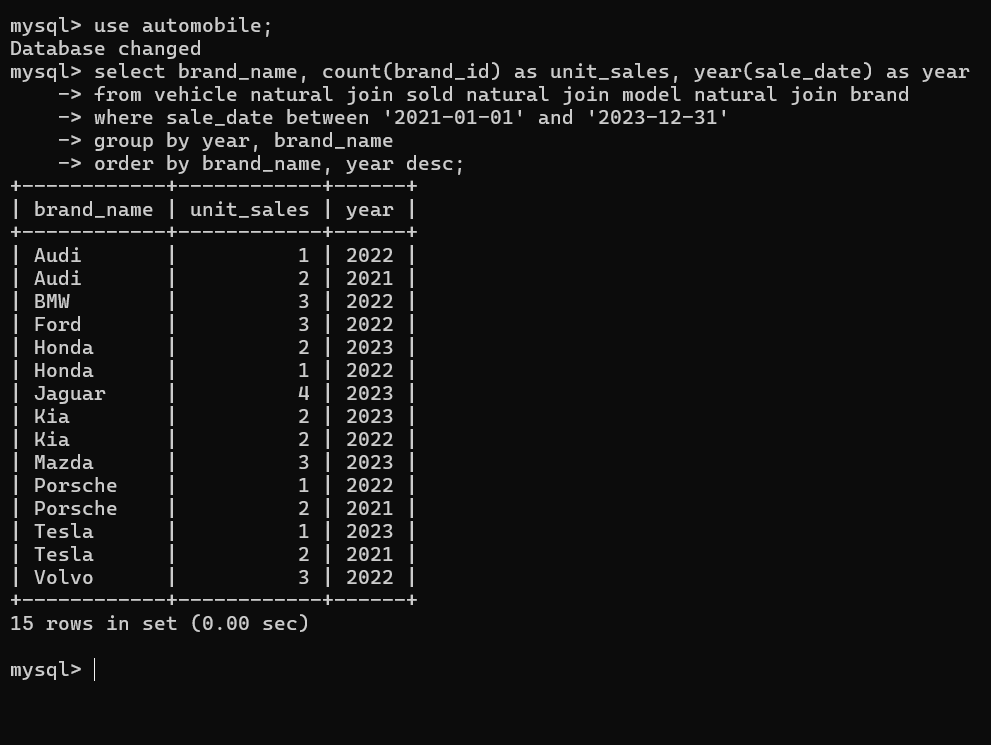 mysql> use automobile;
Database changed
mysql> select brand_name, count(brand_id) as unit_sales, year(sale_date) as year
    -> from vehicle natural join sold natural join model natural join brand
    -> where sale_date between '2021-01-01' and '2023-12-31'
    -> group by year, brand_name
    -> order by brand_name, year desc;
+------------+------------+------+
| brand_name | unit_sales | year |
+------------+------------+------+
| Audi       |          1 | 2022 |
| Audi       |          2 | 2021 |
| BMW        |          3 | 2022 |
| Ford       |          3 | 2022 |
| Honda      |          2 | 2023 |
| Honda      |          1 | 2022 |
| Jaguar     |          4 | 2023 |
| Kia        |          2 | 2023 |
| Kia        |          2 | 2022 |
| Mazda      |          3 | 2023 |
| Porsche    |          1 | 2022 |
| Porsche    |          2 | 2021 |
| Tesla      |          1 | 2023 |
| Tesla      |          2 | 2021 |
| Volvo      |          3 | 2022 |
+------------+------------+------+
15 rows in set (0.00 sec)
mysql>